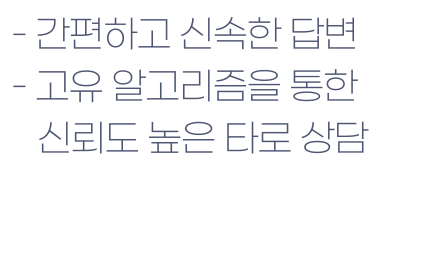 - 간편하고 신속한 답변
- 고유 알고리즘을 통한
신뢰도 높은 타로 상담